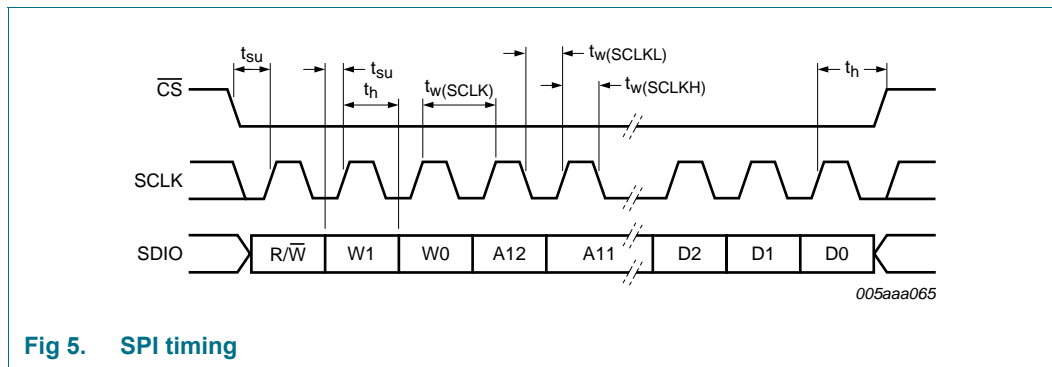 tsu
tsu
th
tw(SCLK)
tw(SCLKL)
tw(SCLKH)
th
CS
SCLK
SDIO
R/W W1 W0 A12 A11 D2 D1 D0
005aaa065
Fig 5. SPI timing